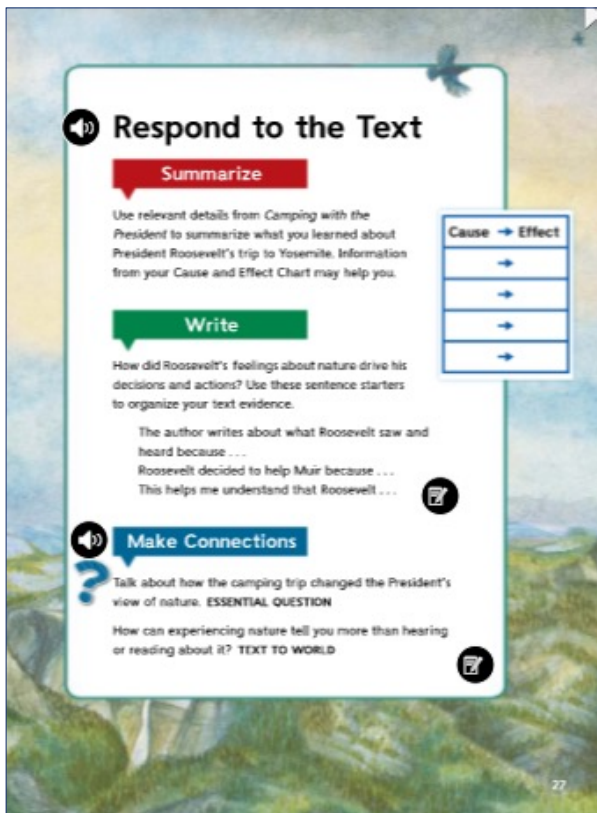 Respond to the Text
Summarize
Use relevant details from Camping with the
President to summarize what you learned about
President Roosevelt's trip to Yosemite. Information
from your Cause and Effect Chart may help you.
Cause → Effect
→
→
→
→
Write
How did Roosevelt's feelings about nature drive his
decisions and actions? Use these sentence starters
to organize your text evidence.
The author writes about what Roosevelt saw and
heard because . . .
Roosevelt decided to help Muir because . . .
This helps me understand that Roosevelt . . .
Make Connections
?
Talk about how the camping trip changed the President's
view of nature. ESSENTIAL QUESTION
How can experiencing nature tell you more than hearing
or reading about it? TEXT TO WORLD
27